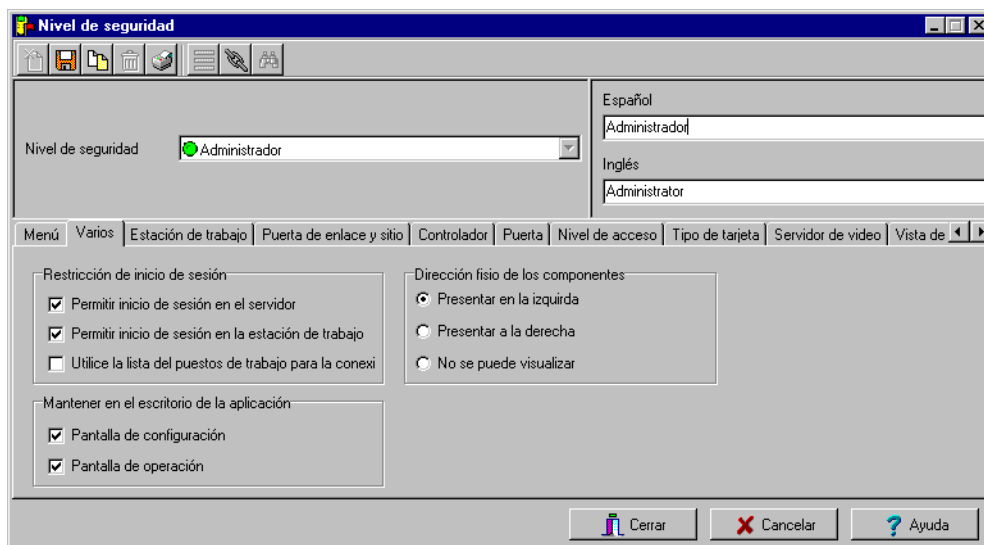 Nivel de seguridad
Español
Administrador
Nivel de seguridad
Administrador
Inglés
Administrator
Menú
Varios
Estación de trabajo
Puerta de enlace y sitio
Controlador
Puerta
Nivel de acceso
Tipo de tarjeta
Servidor de video
Vista de
Restricción de inicio de sesión
Permitir inicio de sesión en el servidor
Permitir inicio de sesión en la estación de trabajo
Utilice la lista del puestos de trabajo para la conexi
Dirección fisio de los componentes
Presentar en la izquirda
Presentar a la derecha
No se puede visualizar
Mantener en el escritorio de la aplicación
Pantalla de configuración
Pantalla de operación
Cerrar
Cancelar
Ayuda